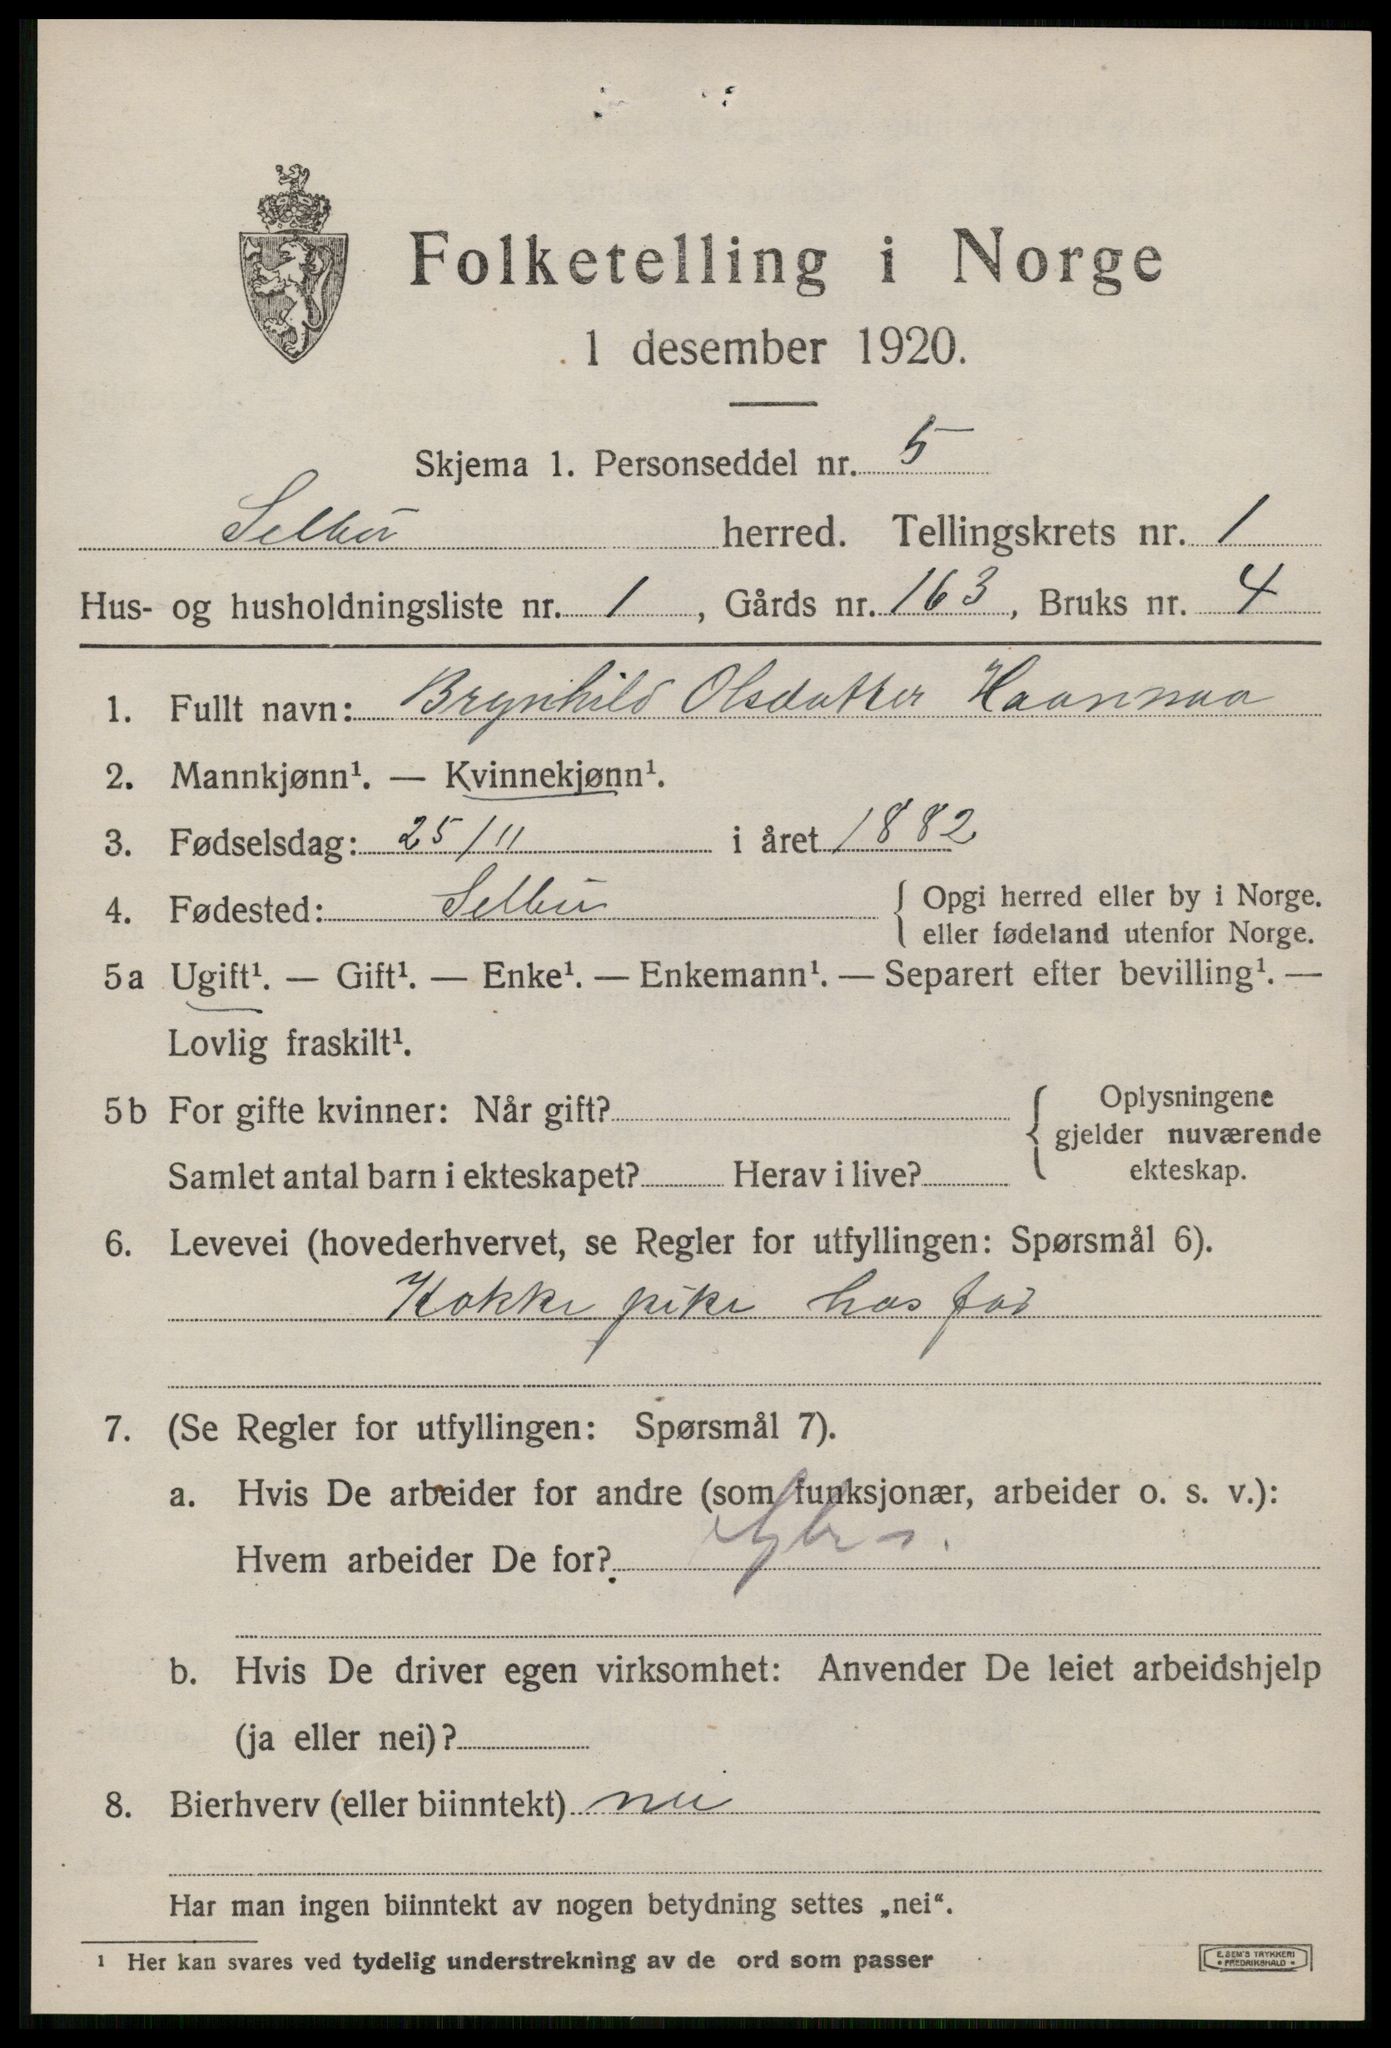 Folketelling i Norge
1 desember 1920.
Skjema 1. Personseddel nr. 5
Selbu herred. Tellingskrets nr. 1
Hus- og husholdningsliste nr. 1, Gårds nr. 163, Bruks nr. 4
1. Fullt navn: Brynhild Olsdatter
2. Mannkjønn¹. — Kvinnekjønn¹.
3. Fødselsdag: 25/11 i året 1882
4. Fødested: Selbu { Opgi herred eller by i Norge.
eller fødeland utenfor Norge.
5a Ugift¹. — Gift¹. — Enke¹. — Enkemann¹. — Separert efter bevilling¹. —
Lovlig fraskilt¹.
5b For gifte kvinner: Når gift? { Oplysningene
gjelder nuværende
Samlet antal barn i ekteskapet? Herav i live? ekteskap.
6. Levevei (hovederhvervet, se Regler for utfyllingen: Spørsmål 6).
Kokke pike hos far
7. (Se Regler for utfyllingen: Spørsmål 7).
a. Hvis De arbeider for andre (som funksjonær, arbeider o. s. v.):
Hvem arbeider De for?
b. Hvis De driver egen virksomhet: Anvender De leiet arbeidshjelp
(ja eller nei)?
8. Bierhverv (eller biinntekt) nei
Har man ingen biinntekt av nogen betydning settes „nei“.
¹ Her kan svares ved tydelig understrekning av de ord som passer
E. SEM'S TRYKKERI
• FREDRIKSHALD •